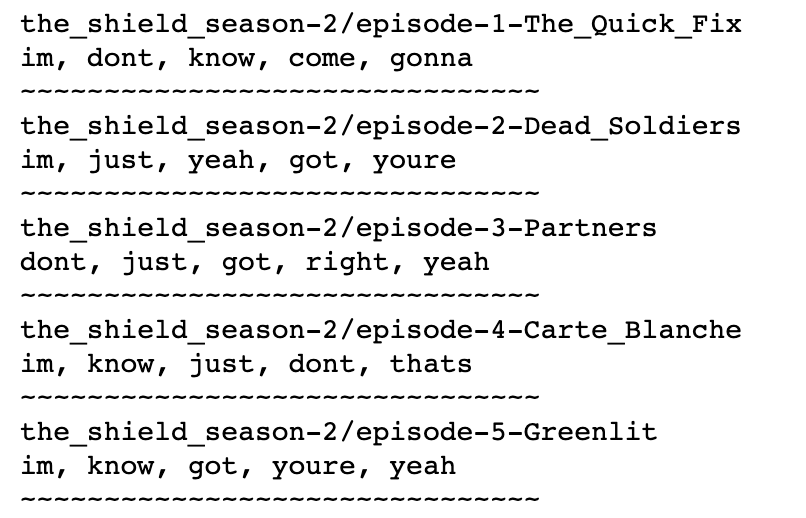 the_shield_season-2/episode-1-The_Quick_Fix
im, dont, know, come, gonna
~~~~~~~~~~~~~~~~~~~~~~~~~~~~~~~
the_shield_season-2/episode-2-Dead_Soldiers
im, just, yeah, got, youre
~~~~~~~~~~~~~~~~~~~~~~~~~~~~~~~
the_shield_season-2/episode-3-Partners
dont, just, got, right, yeah
~~~~~~~~~~~~~~~~~~~~~~~~~~~~~~~
the_shield_season-2/episode-4-Carte_Blanche
im, know, just, dont, thats
~~~~~~~~~~~~~~~~~~~~~~~~~~~~~~~
the_shield_season-2/episode-5-Greenlit
im, know, got, youre, yeah
~~~~~~~~~~~~~~~~~~~~~~~~~~~~~~~